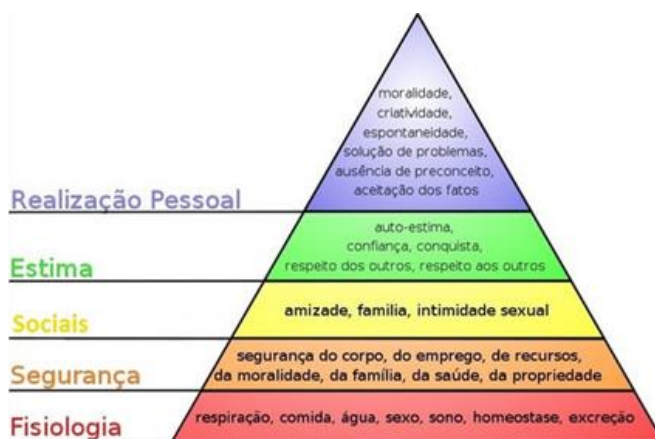 moralidade,
criatividade,
espontaneidade,
solução de problemas,
ausência de preconceito,
aceitação dos fatos
Realização Pessoal
auto-estima,
confiança, conquista,
respeito dos outros, respeito aos outros
Estima
amizade, família, intimidade sexual
Sociais
segurança do corpo, do emprego, de recursos,
da moralidade, da família, da saúde, da propriedade
Segurança
respiração, comida, água, sexo, sono, homeostase, excreção
Fisiologia